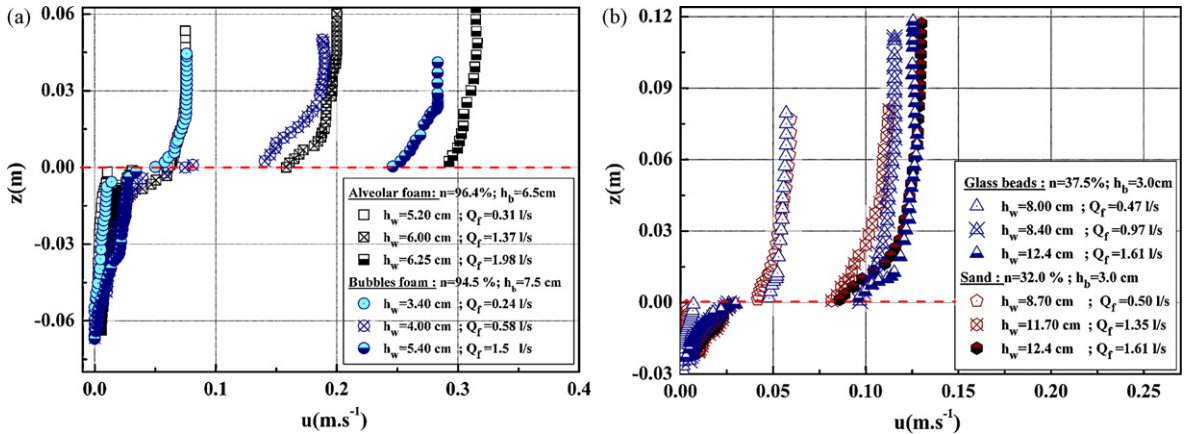 (a)
0.06
0.03
0.00
-0.03
-0.06
z(m)
Alveolar foam: n=96.4%; h_b=6.5cm
h_w=5.20 cm ; Q_f=0.31 l/s
h_w=6.00 cm ; Q_f=1.37 l/s
h_w=6.25 cm ; Q_f=1.98 l/s
Bubbles foam: n=94.5 %; h_b=7.5 cm
h_w=3.40 cm ; Q_f=0.24 l/s
h_w=4.00 cm ; Q_f=0.58 l/s
h_w=5.40 cm ; Q_f=1.5 l/s
0.0 0.1 0.2 0.3 0.4
u(m.s⁻¹)
(b)
0.12
0.09
0.06
0.03
0.00
-0.03
z(m)
Glass beads : n=37.5%; h_b=3.0cm
h_w=8.00 cm ; Q_f=0.47 l/s
h_w=8.40 cm ; Q_f=0.97 l/s
h_w=12.4 cm ; Q_f=1.61 l/s
Sand : n=32.0 % ; h_b=3.0 cm
h_w=8.70 cm ; Q_f=0.50 l/s
h_w=11.70 cm ; Q_f=1.35 l/s
h_w=12.4 cm ; Q_f=1.61 l/s
0.00 0.05 0.10 0.15 0.20 0.25
u(m.s⁻¹)